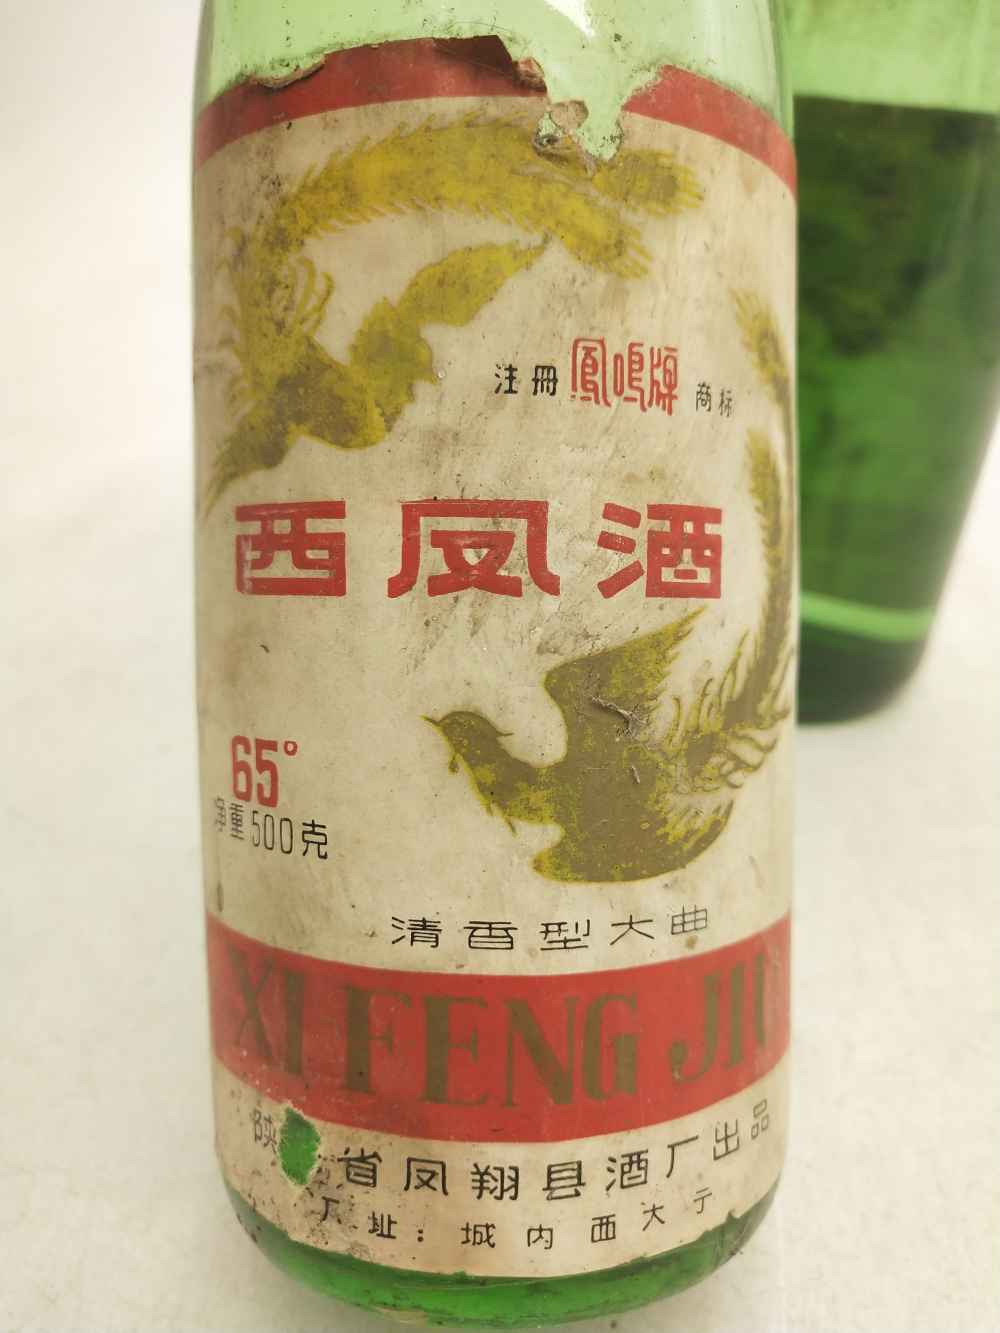 注册 鳳鳴牌 商标
西凤酒
65°
净重500克
清香型大曲
XI FENG JIU
陕 省凤翔县酒厂出品
厂址：城内西大亍